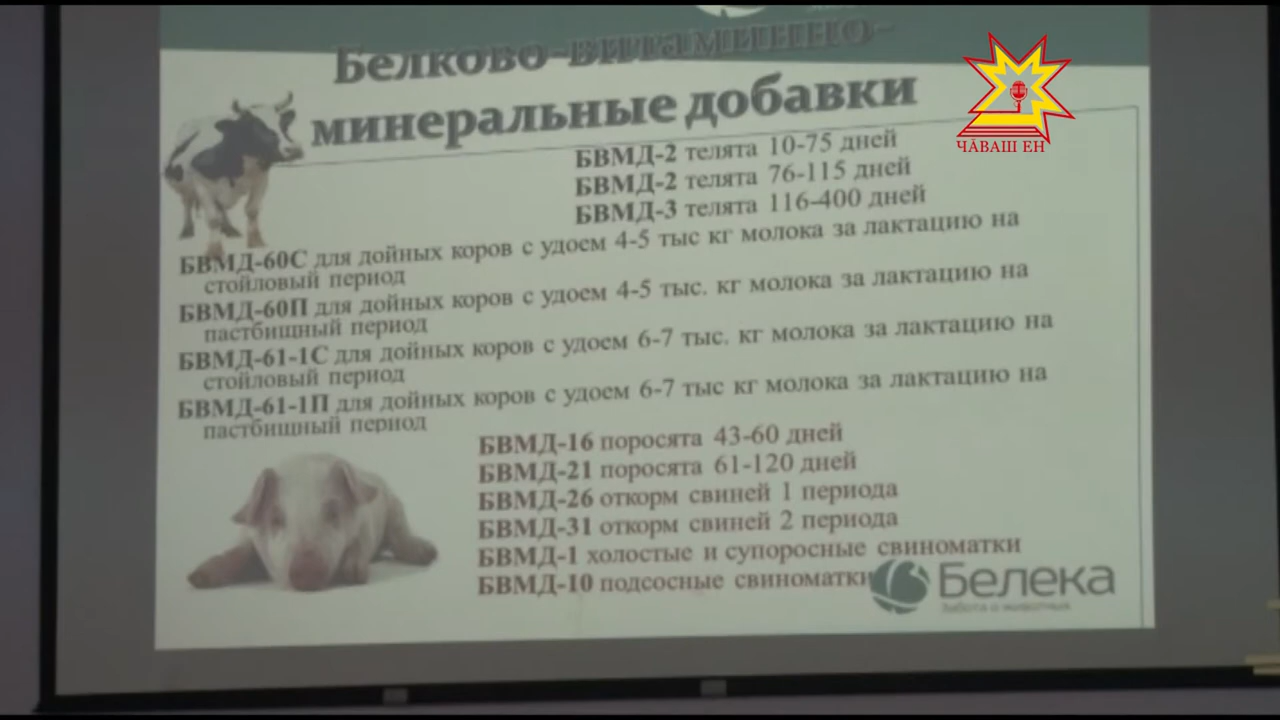 Белково-витаминно-
минеральные добавки
ЧӐВАШ ЕН
БВМД-2 телята 10-75 дней
БВМД-2 телята 76-115 дней
БВМД-3 телята 116-400 дней
БВМД-60С для дойных коров с удоем 4-5 тыс кг молока за лактацию на
стойловый период
БВМД-60П для дойных коров с удоем 4-5 тыс. кг молока за лактацию на
пастбищный период
БВМД-61-1С для дойных коров с удоем 6-7 тыс. кг молока за лактацию на
стойловый период
БВМД-61-1П для дойных коров с удоем 6-7 тыс кг молока за лактацию на
пастбищный период
БВМД-16 поросята 43-60 дней
БВМД-21 поросята 61-120 дней
БВМД-26 откорм свиней 1 периода
БВМД-31 откорм свиней 2 периода
БВМД-1 холостые и супоросные свиноматки
БВМД-10 подсосные свиноматки
Белека
Забота о животных